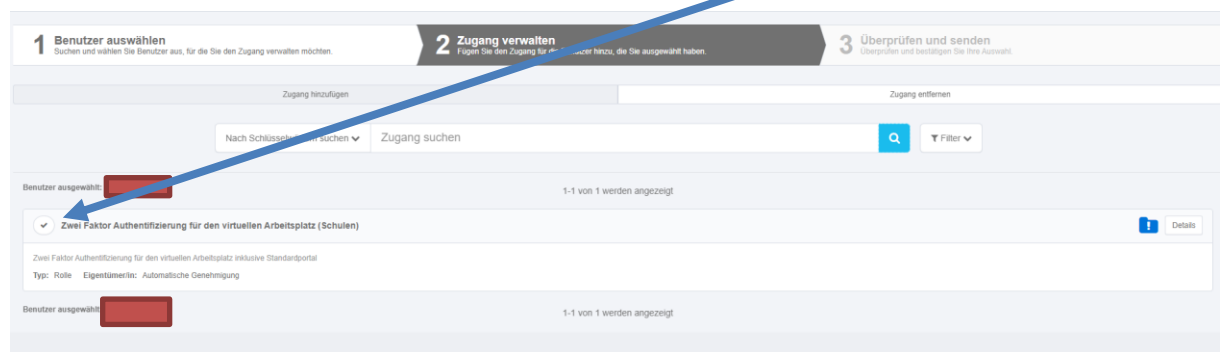 1 Benutzer auswählen
Suchen und wählen Sie Benutzer aus, für die Sie den Zugang verwalten möchten.
2 Zugang verwalten
Fügen Sie den Zugang für die Benutzer hinzu, die Sie ausgewählt haben.
3 Überprüfen und senden
Überprüfen und bestätigen Sie Ihre Auswahl.
Zugang hinzufügen
Zugang entfernen
Nach suchen
Zugang suchen
Filter
Benutzer ausgewählt:
1-1 von 1 werden angezeigt
Zwei Faktor Authentifizierung für den virtuellen Arbeitsplatz (Schulen)
Details
Zwei Faktor Authentifizierung für den virtuellen Arbeitsplatz inklusive Standardportal
Typ: Rolle Eigentümer/in: Automatische Genehmigung
Benutzer ausgewählt
1-1 von 1 werden angezeigt